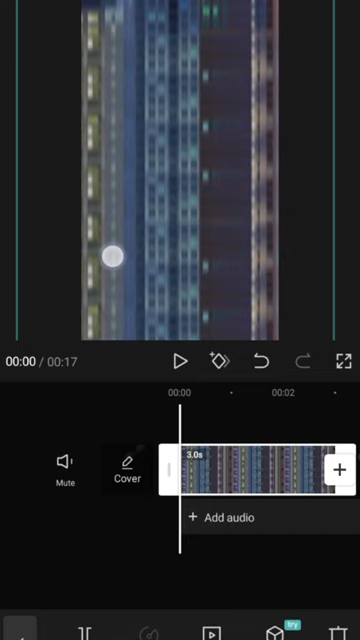 00:00 / 00:17
00:00
00:02
3.0s
Mute
Cover
+
+ Add audio
try